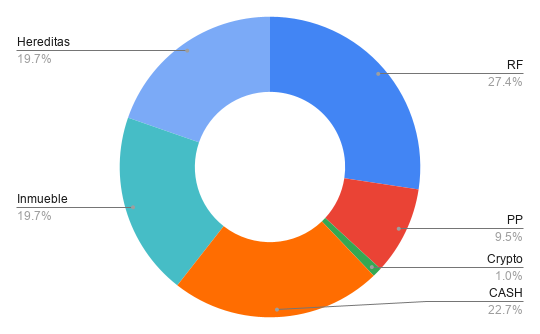 Hereditas
19.7%
RF
27.4%
Inmueble
19.7%
PP
9.5%
Crypto
1.0%
CASH
22.7%